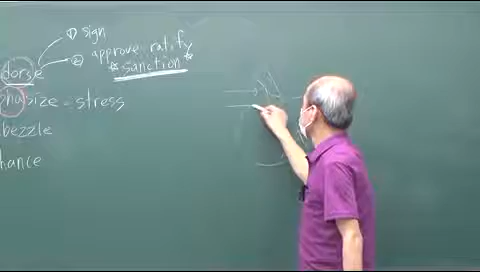 ① sign
② approve, ratify
* sanction *
dorse
phasize = stress
bezzle
hance